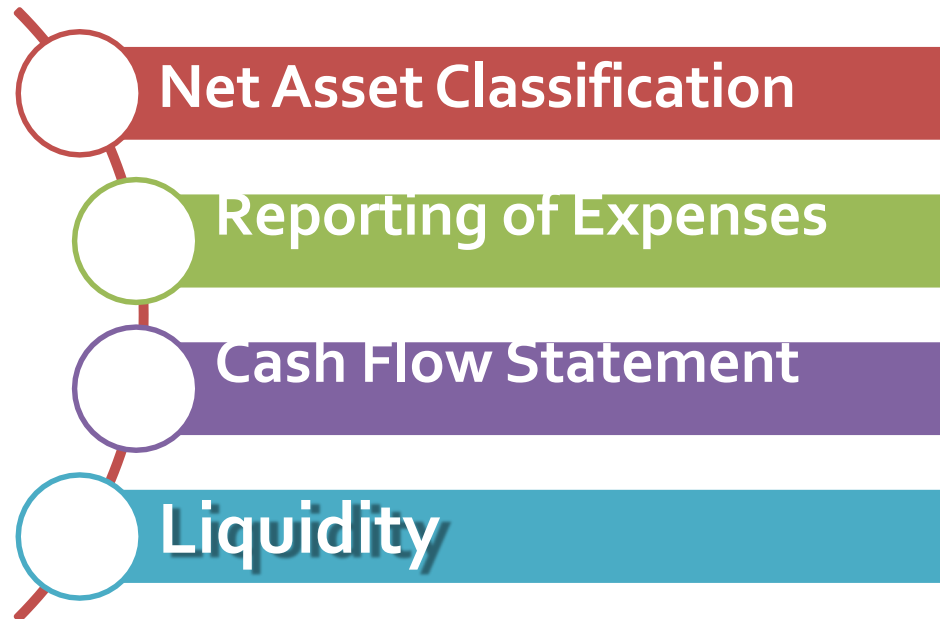 Net Asset Classification
Reporting of Expenses
Cash Flow Statement
Liquidity